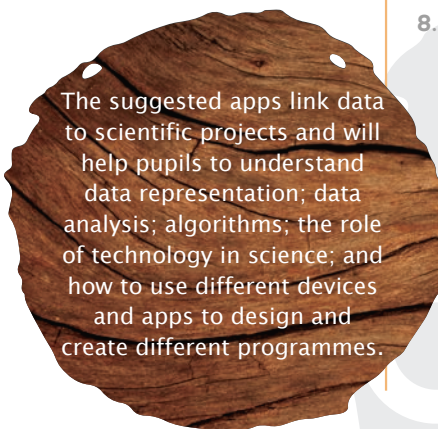 8.
The suggested apps link data
to scientific projects and will
help pupils to understand
data representation; data
analysis; algorithms; the role
of technology in science; and
how to use different devices
and apps to design and
create different programmes.